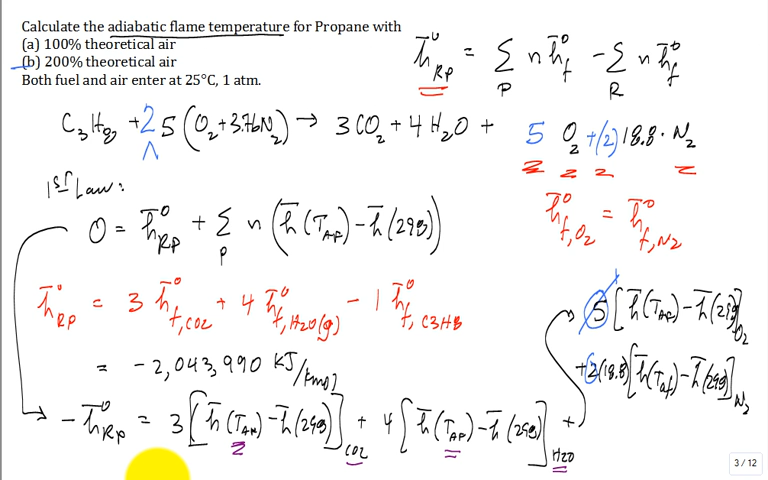 Calculate the adiabatic flame temperature for Propane with
(a) 100% theoretical air
(b) 200% theoretical air
Both fuel and air enter at 25°C, 1 atm.
h̄°RP = Σ_P n h̄°f − Σ_R n h̄°f
C3H8 + 2 5 (O2 + 3.76N2) → 3 CO2 + 4 H2O + 5 O2 + (2) 18.8 · N2
1st Law:
0 = h̄°RP + Σ_P n (h̄(TAF) − h̄(298))
h̄°f,O2 = h̄°f,N2
h̄°RP = 3 h̄°f,CO2 + 4 h̄°f,H2O(g) − 1 h̄°f,C3H8
= −2,043,990 KJ/kmol
−h̄°RP = 3 [h̄(TAF) − h̄(298)]CO2 + 4 [h̄(TAF) − h̄(298)]H2O +
5 [h̄(TAF) − h̄(298)]O2
+ 2(18.8) [h̄(Taf) − h̄(298)]N2
3 / 12